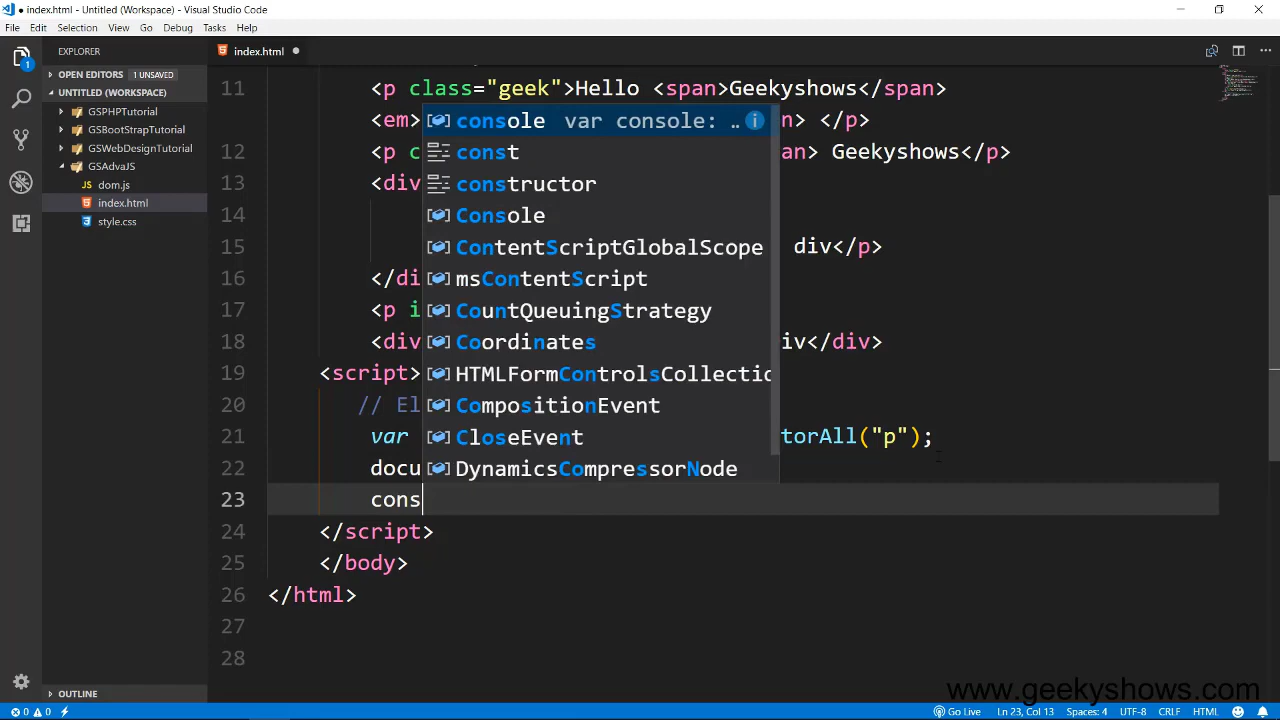 ● index.html - Untitled (Workspace) - Visual Studio Code
File Edit Selection View Go Debug Tasks Help
EXPLORER
index.html ●
1
OPEN EDITORS 1 UNSAVED
UNTITLED (WORKSPACE)
GSPHPTutorial
GSBootStrapTutorial
GSWebDesignTutorial
GSAdvaJS
dom.js
index.html
style.css
OUTLINE
11 <p class="geek">Hello <span>Geekyshows</span>
<em> n> </p>
12 <p c an> Geekyshows</p>
13 <div
14
15 div</p>
16 </di
17 <p i
18 <div iv</div>
19 <script>
20 // El
21 var torAll("p");
22 docu
23 cons
24 </script>
25 </body>
26 </html>
27
28
console var console: ..
const
constructor
Console
ContentScriptGlobalScope
msContentScript
CountQueuingStrategy
Coordinates
HTMLFormControlsCollectio
CompositionEvent
CloseEvent
DynamicsCompressorNode
www.geekyshows.com
0 0 Go Live Ln 23, Col 13 Spaces: 4 UTF-8 CRLF HTML